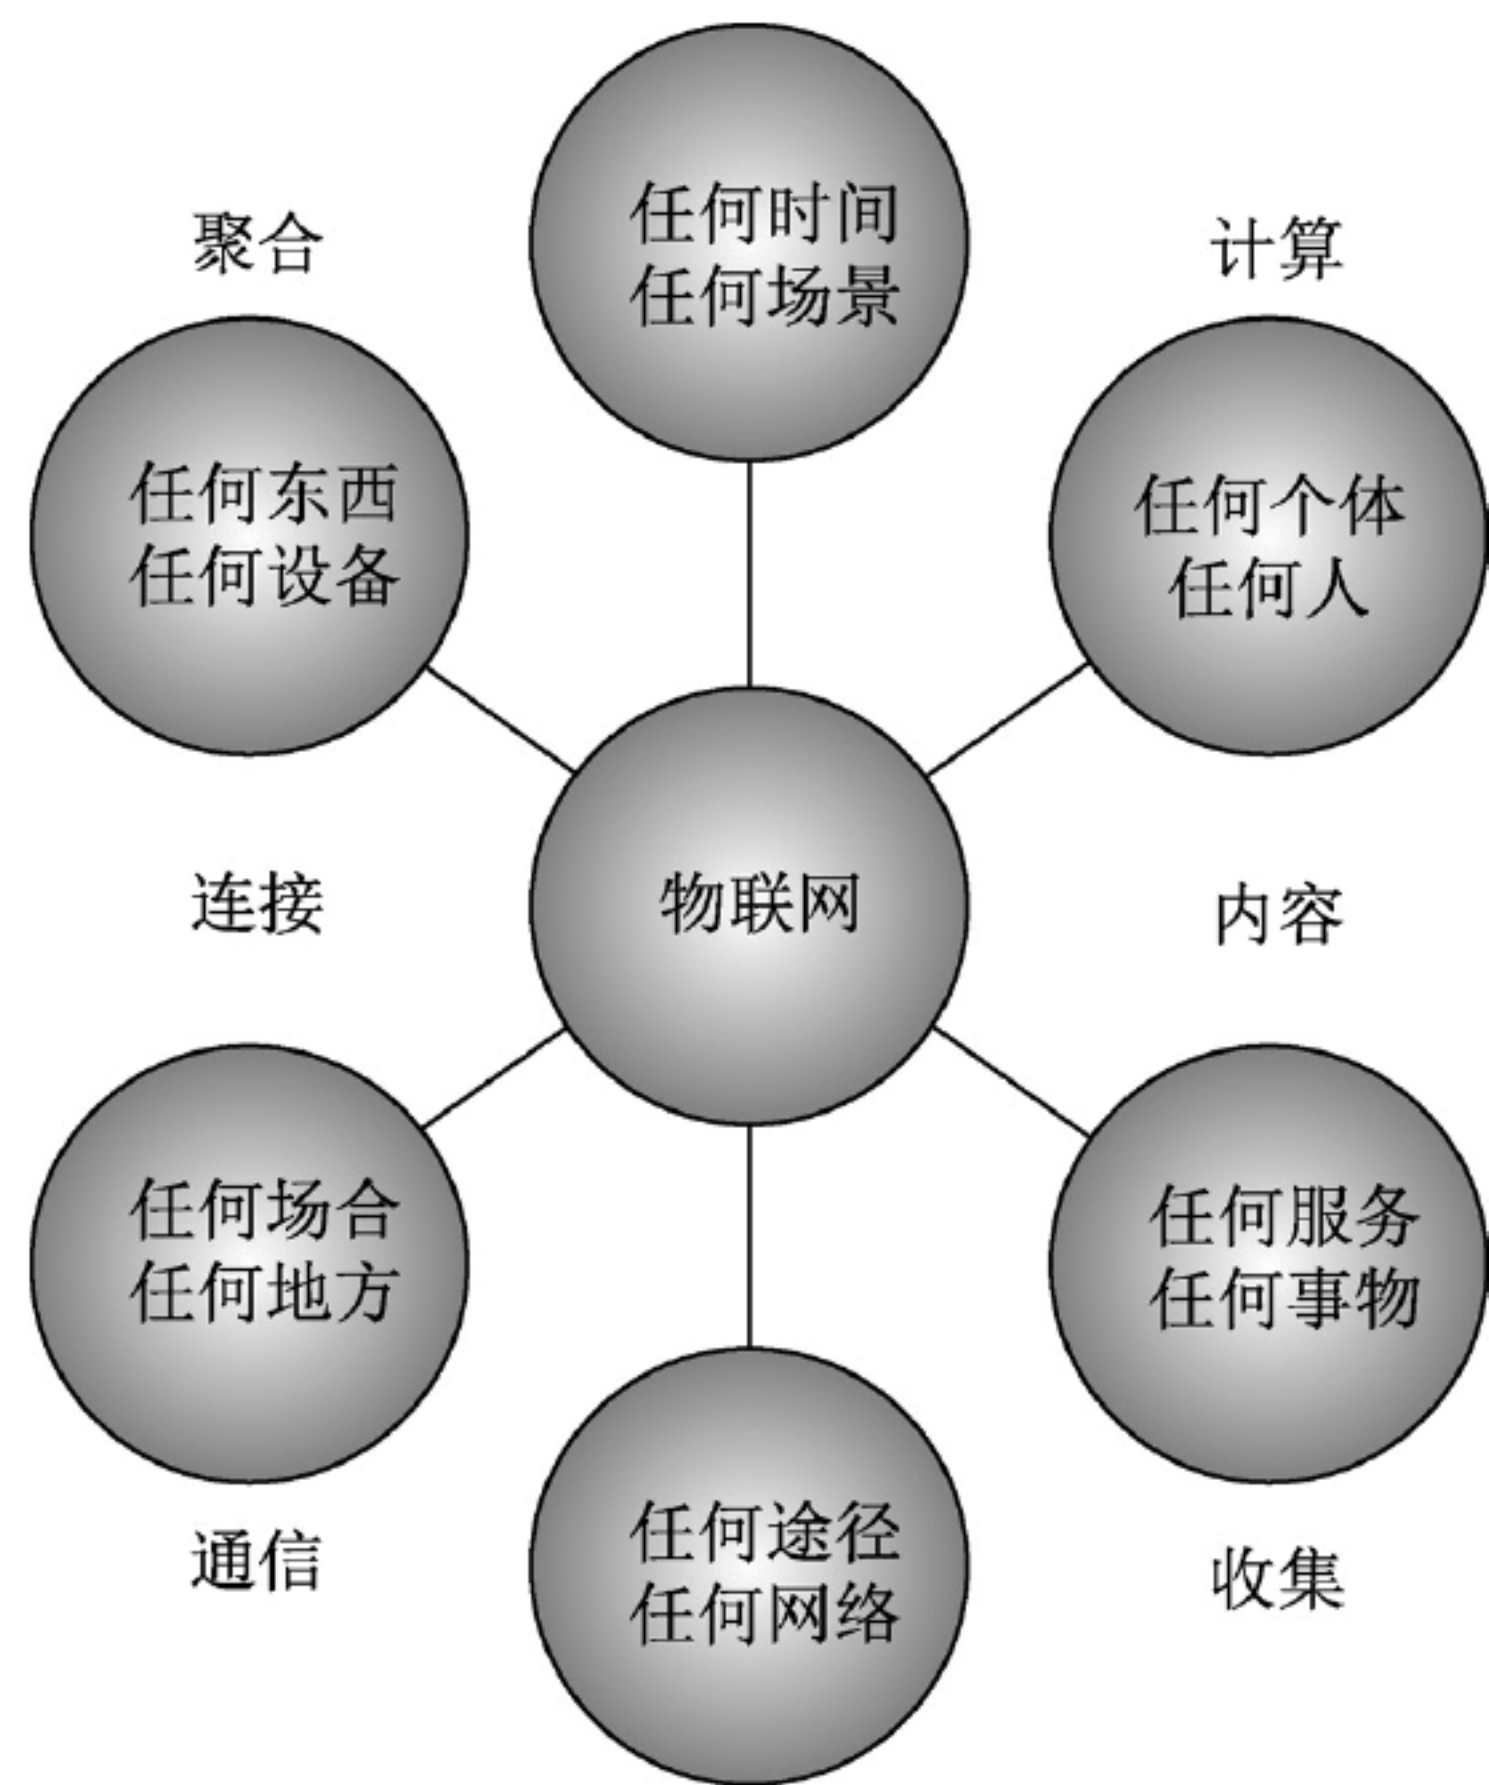 任何时间
任何场景
聚合
计算
任何东西
任何设备
任何个体
任何人
连接
物联网
内容
任何场合
任何地方
任何服务
任何事物
通信
任何途径
任何网络
收集